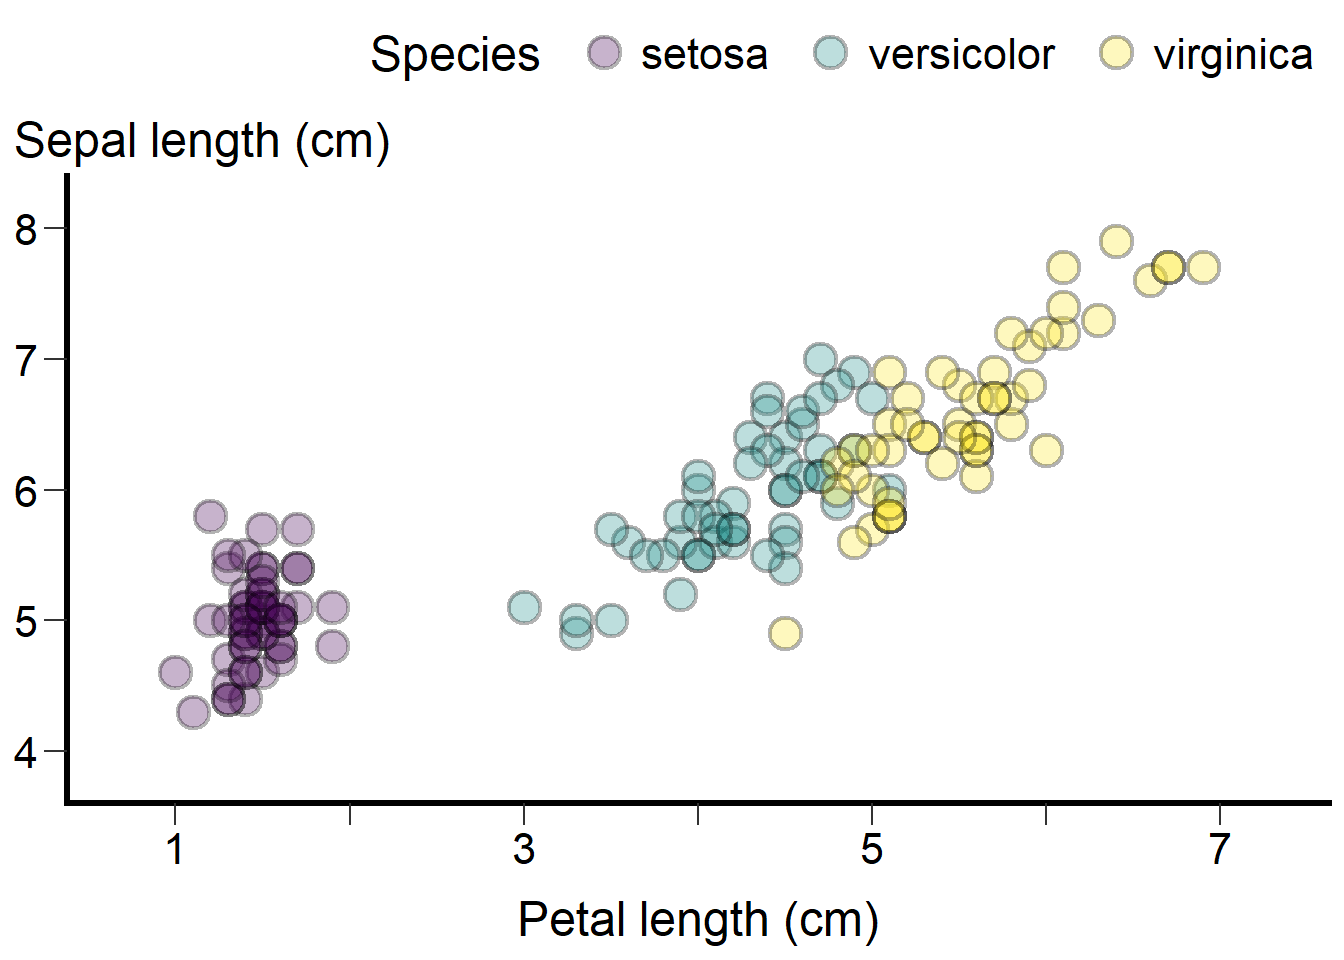 Species setosa versicolor virginica
Sepal length (cm)
8
7
6
5
4
1 3 5 7
Petal length (cm)